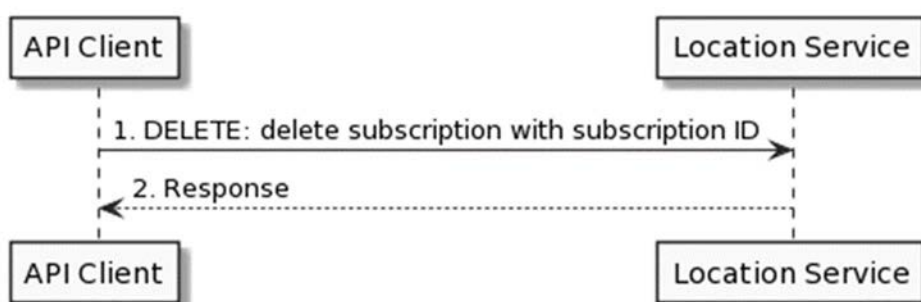 API Client
Location Service
1. DELETE: delete subscription with subscription ID
2. Response
API Client
Location Service